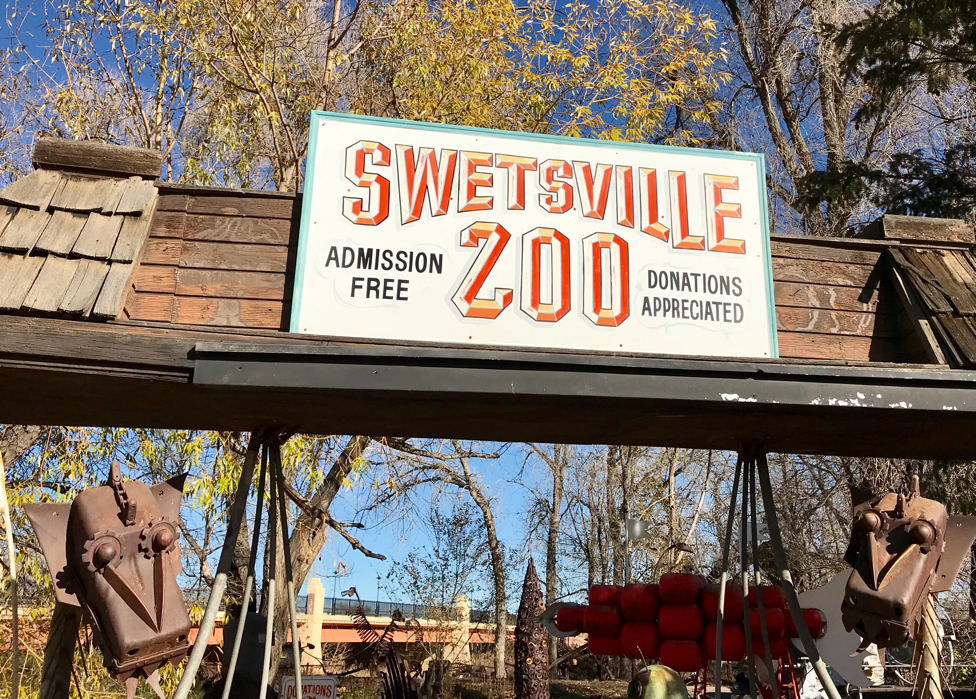 SWETSVILLE
ZOO
ADMISSION
FREE
DONATIONS
APPRECIATED
DONATIONS